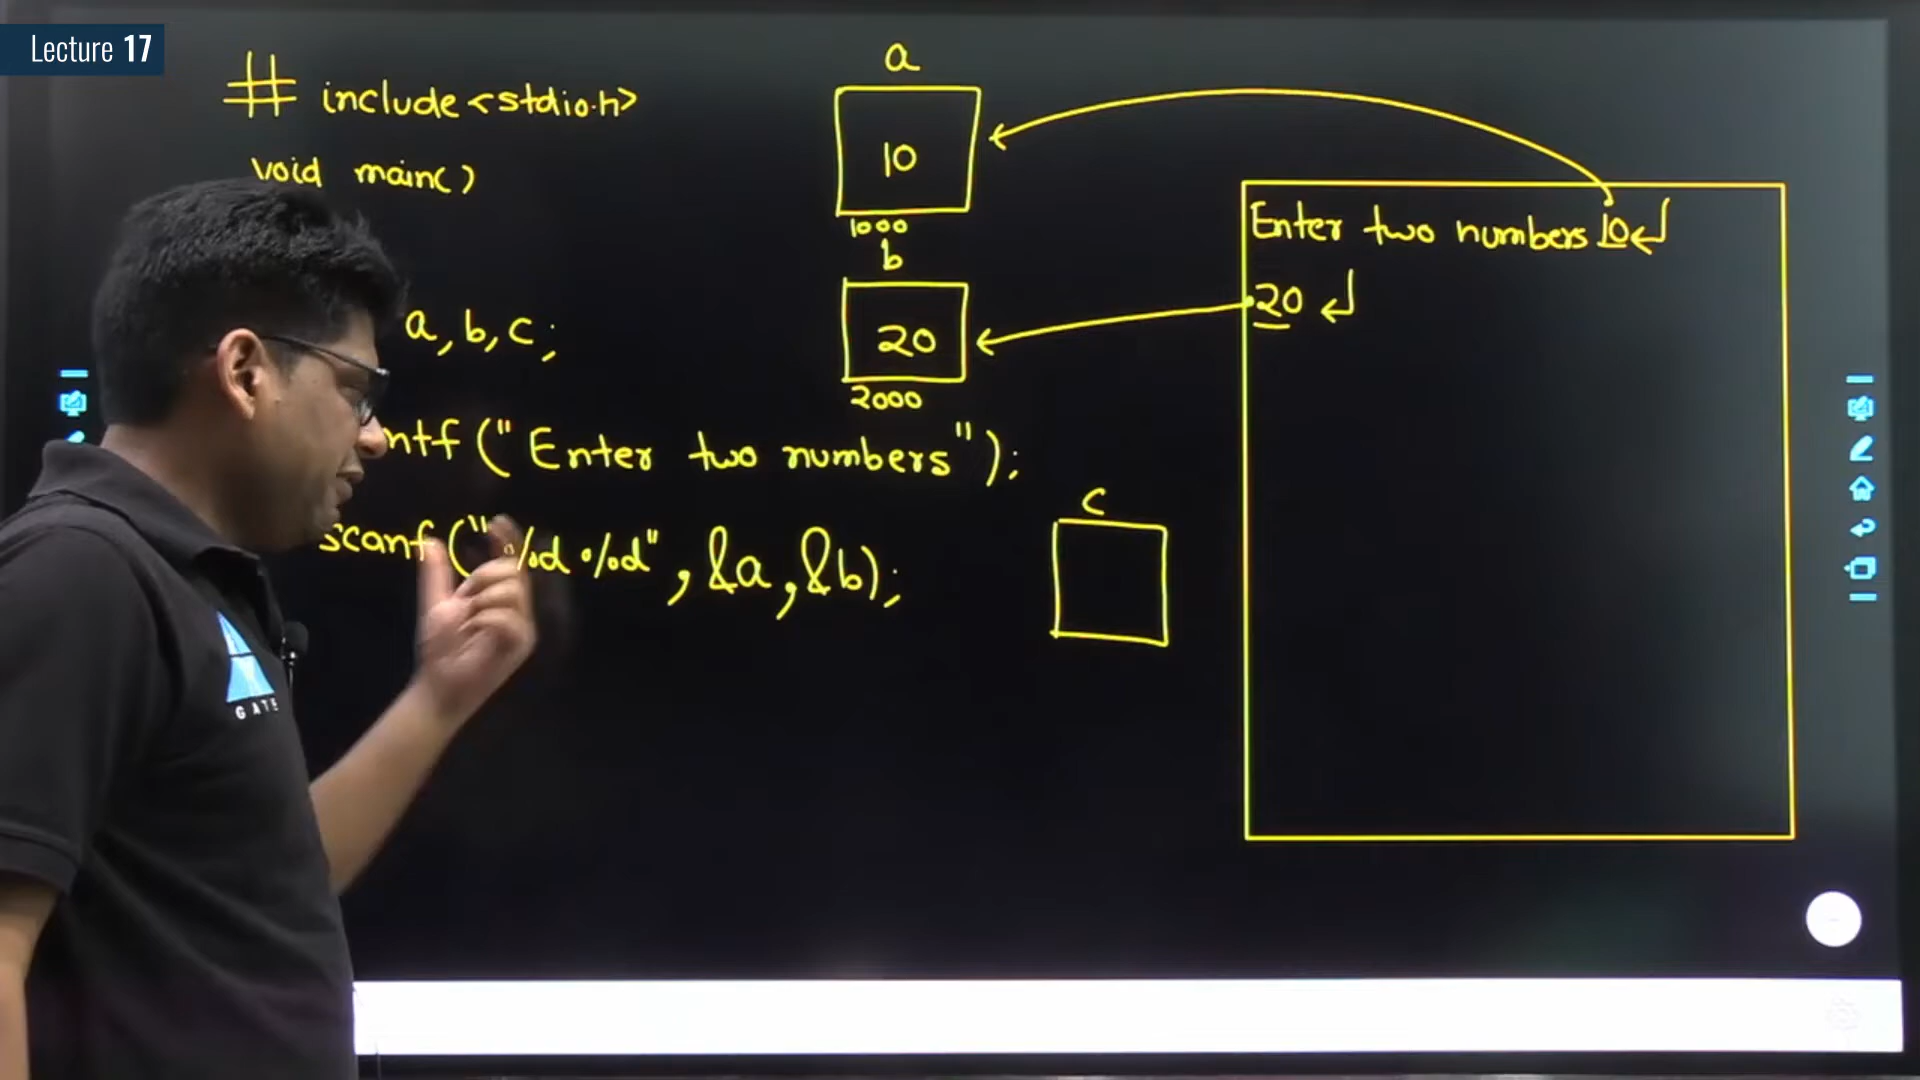 Lecture 17
# include<stdio.h>
void main()
a, b, c;
ntf ("Enter two numbers");
scanf ("%d %d", &a, &b);
a
10
1000
b
20
2000
c
Enter two numbers 10↵
20 ↵
GATE